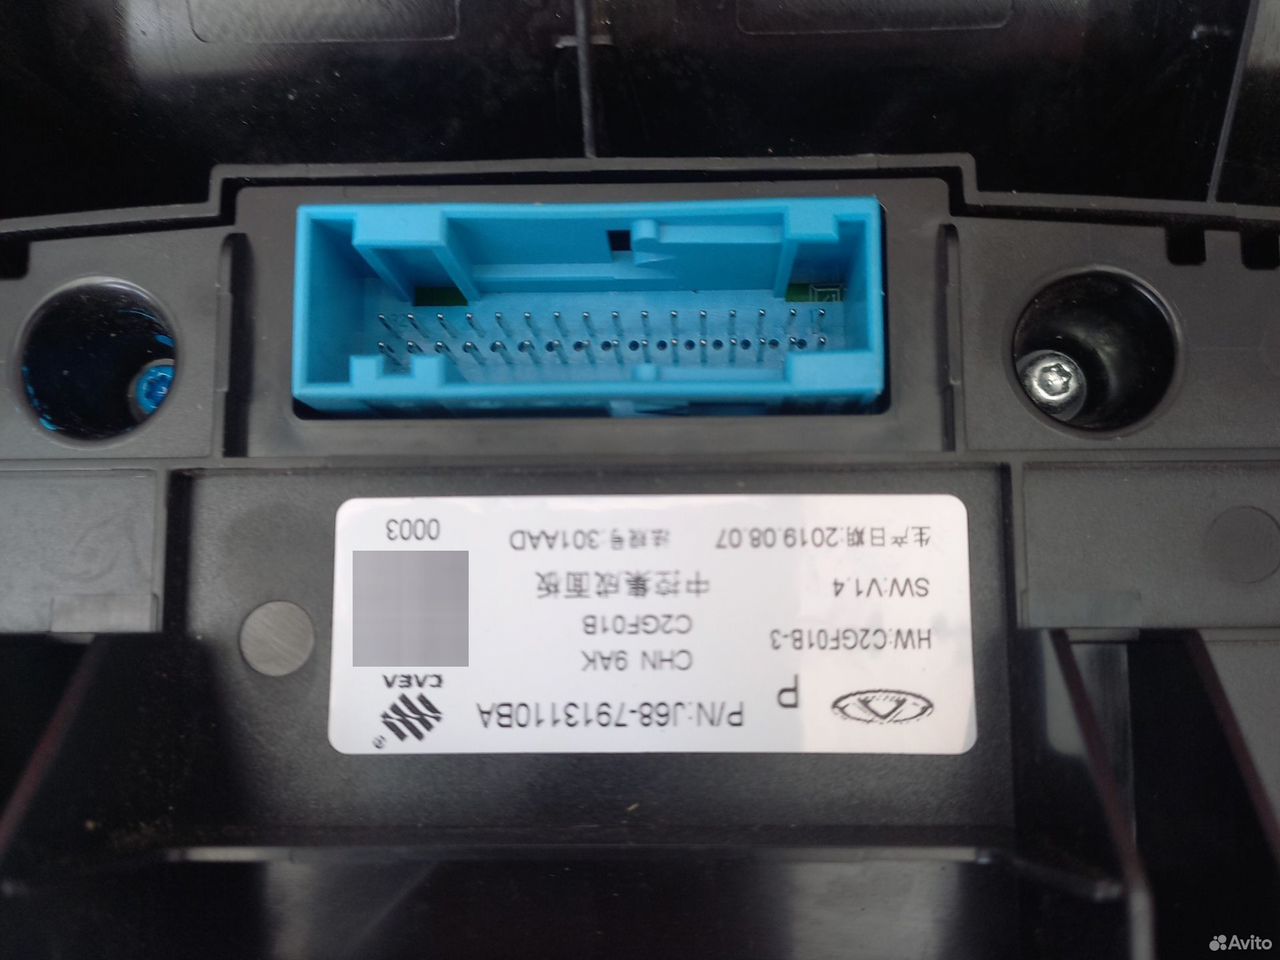 P/N:J68-7913110BA
CAEA
P
CHN 9AK
HW:C2GF01B-3
C2GF01B
SW:V1.4
中控集成面板
生产日期:2019.08.07
法规号:301AAD
0003
Avito